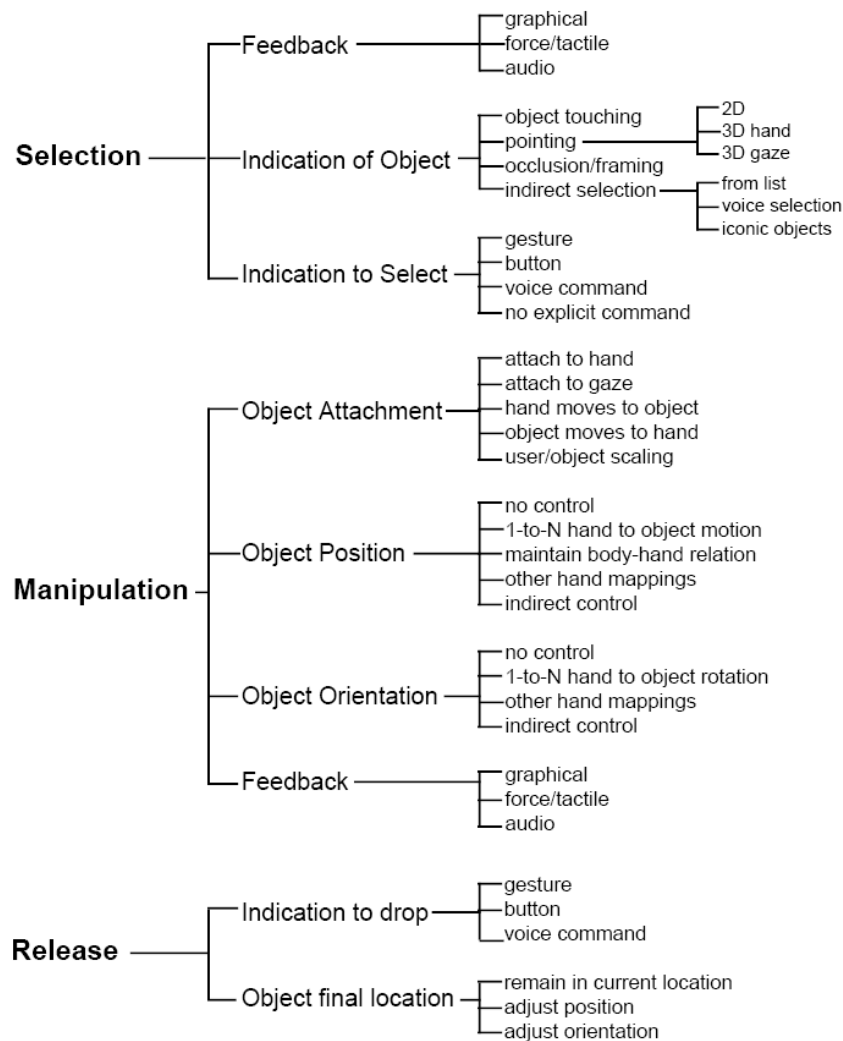 Selection
Feedback
graphical
force/tactile
audio
Indication of Object
object touching
pointing
2D
3D hand
3D gaze
occlusion/framing
indirect selection
from list
voice selection
iconic objects
Indication to Select
gesture
button
voice command
no explicit command
Manipulation
Object Attachment
attach to hand
attach to gaze
hand moves to object
object moves to hand
user/object scaling
Object Position
no control
1-to-N hand to object motion
maintain body-hand relation
other hand mappings
indirect control
Object Orientation
no control
1-to-N hand to object rotation
other hand mappings
indirect control
Feedback
graphical
force/tactile
audio
Release
Indication to drop
gesture
button
voice command
Object final location
remain in current location
adjust position
adjust orientation